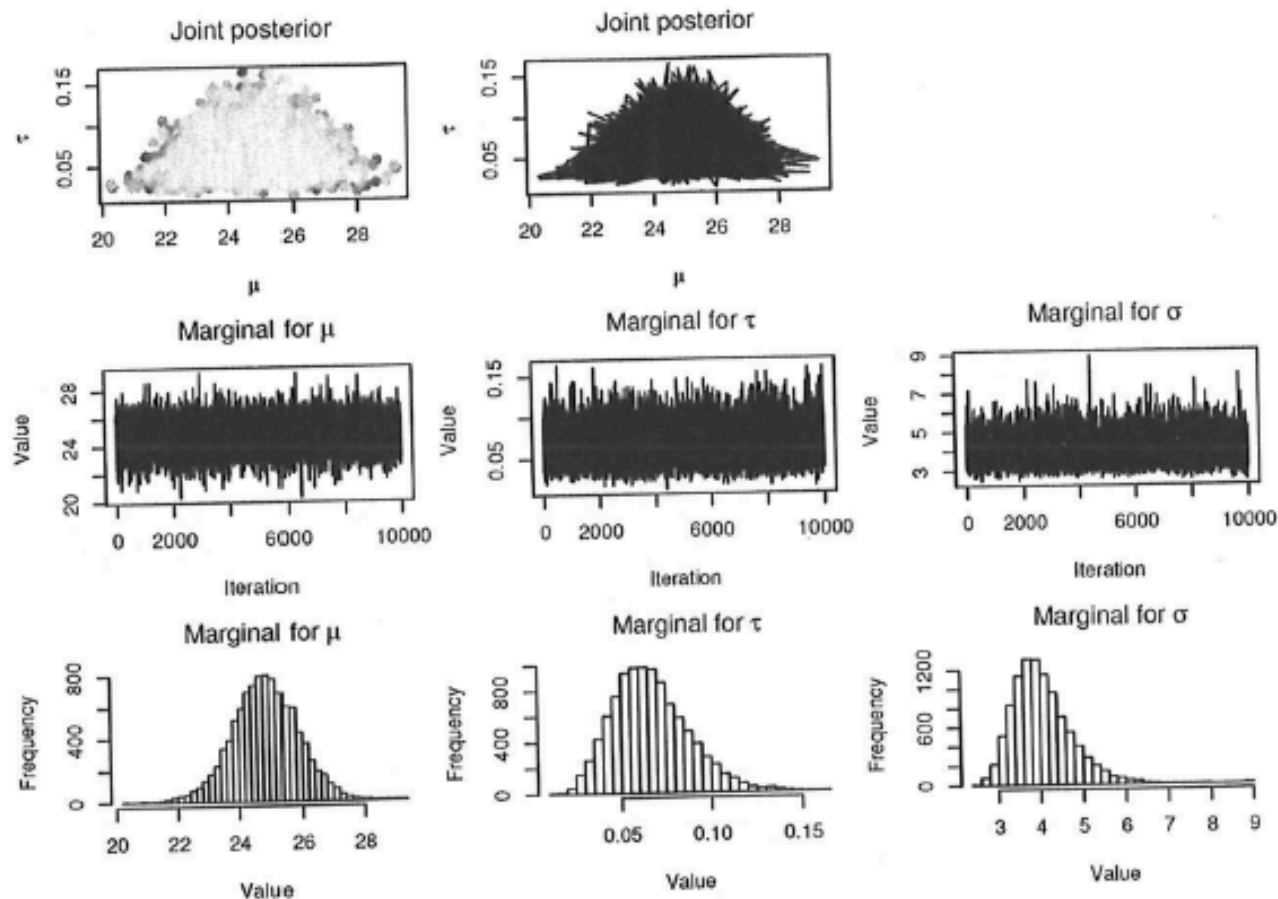 Joint posterior
τ
0.15
0.05
20 22 24 26 28
μ
Joint posterior
τ
0.15
0.05
20 22 24 26 28
μ
Marginal for μ
Value
28
24
20
0 2000 6000 10000
Iteration
Marginal for τ
Value
0.15
0.05
0 2000 6000 10000
Iteration
Marginal for σ
Value
9
7
5
3
0 2000 6000 10000
Iteration
Marginal for μ
Frequency
800
400
0
20 22 24 26 28
Value
Marginal for τ
Frequency
800
400
0
0.05 0.10 0.15
Value
Marginal for σ
Frequency
1200
600
0
3 4 5 6 7 8 9
Value